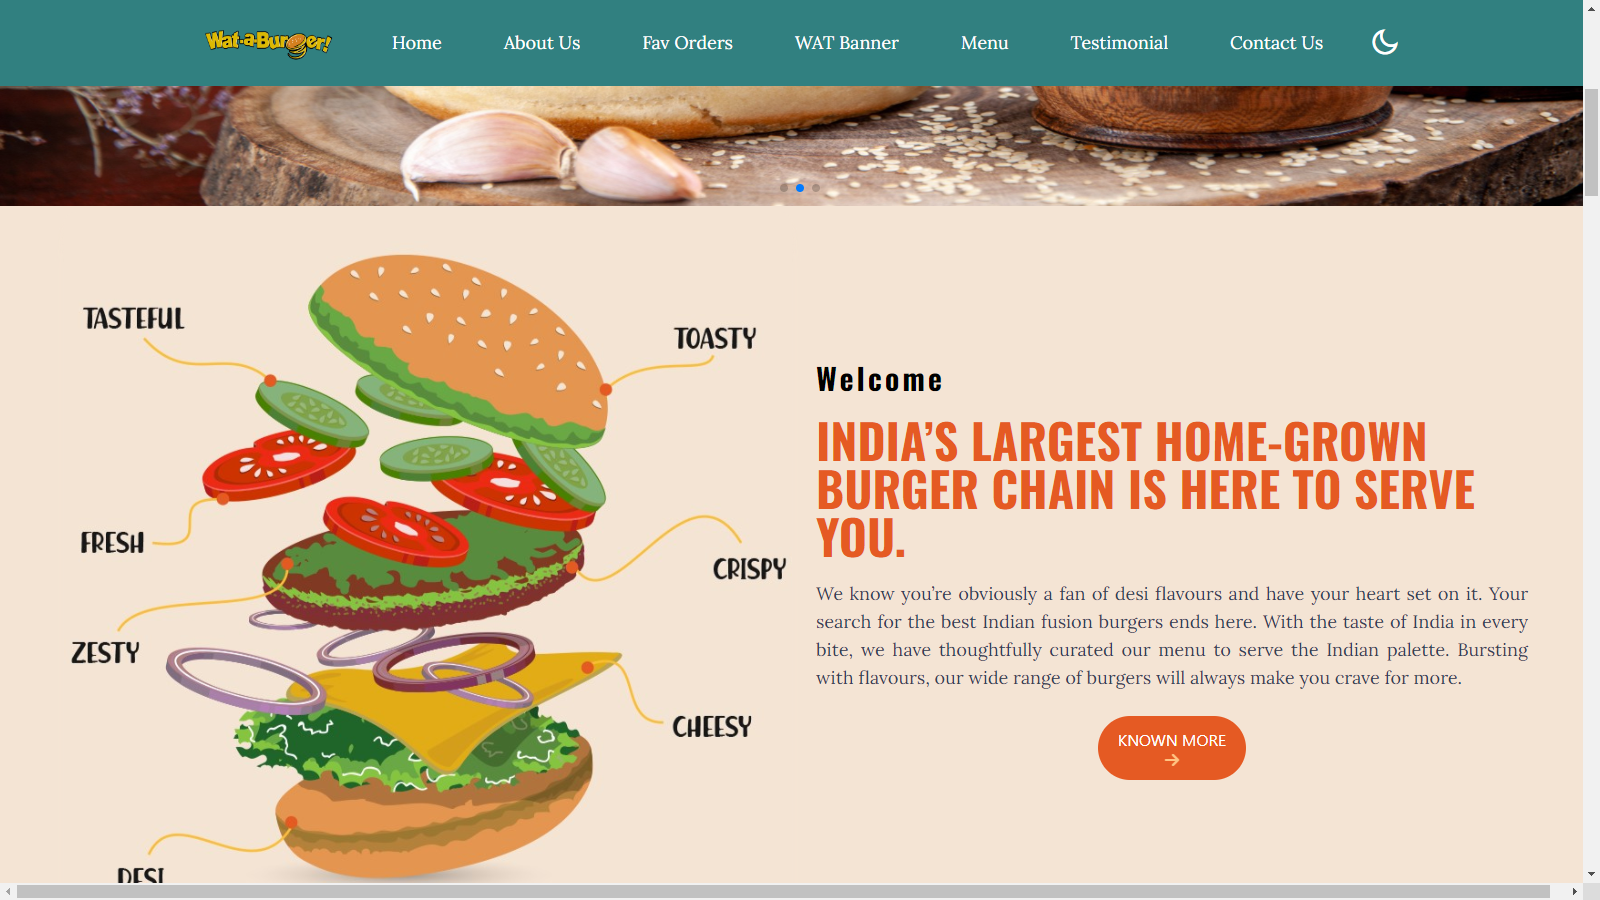 Wat-a-Burger!
Home
About Us
Fav Orders
WAT Banner
Menu
Testimonial
Contact Us
TASTEFUL
TOASTY
FRESH
CRISPY
ZESTY
CHEESY
DESI
Welcome
INDIA’S LARGEST HOME-GROWN
BURGER CHAIN IS HERE TO SERVE
YOU.
We know you’re obviously a fan of desi flavours and have your heart set on it. Your
search for the best Indian fusion burgers ends here. With the taste of India in every
bite, we have thoughtfully curated our menu to serve the Indian palette. Bursting
with flavours, our wide range of burgers will always make you crave for more.
KNOWN MORE